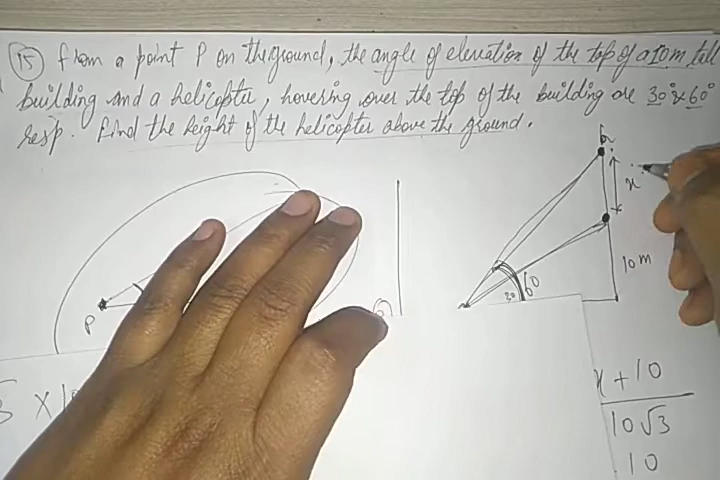 15 from a point P on the ground, the angle of elevation of the top of a 10m tall
building and a helicopter, hovering over the top of the building are 30° & 60°
resp. Find the height of the helicopter above the ground.
h
x
10 m
60
30
P
x + 10
10√3
10